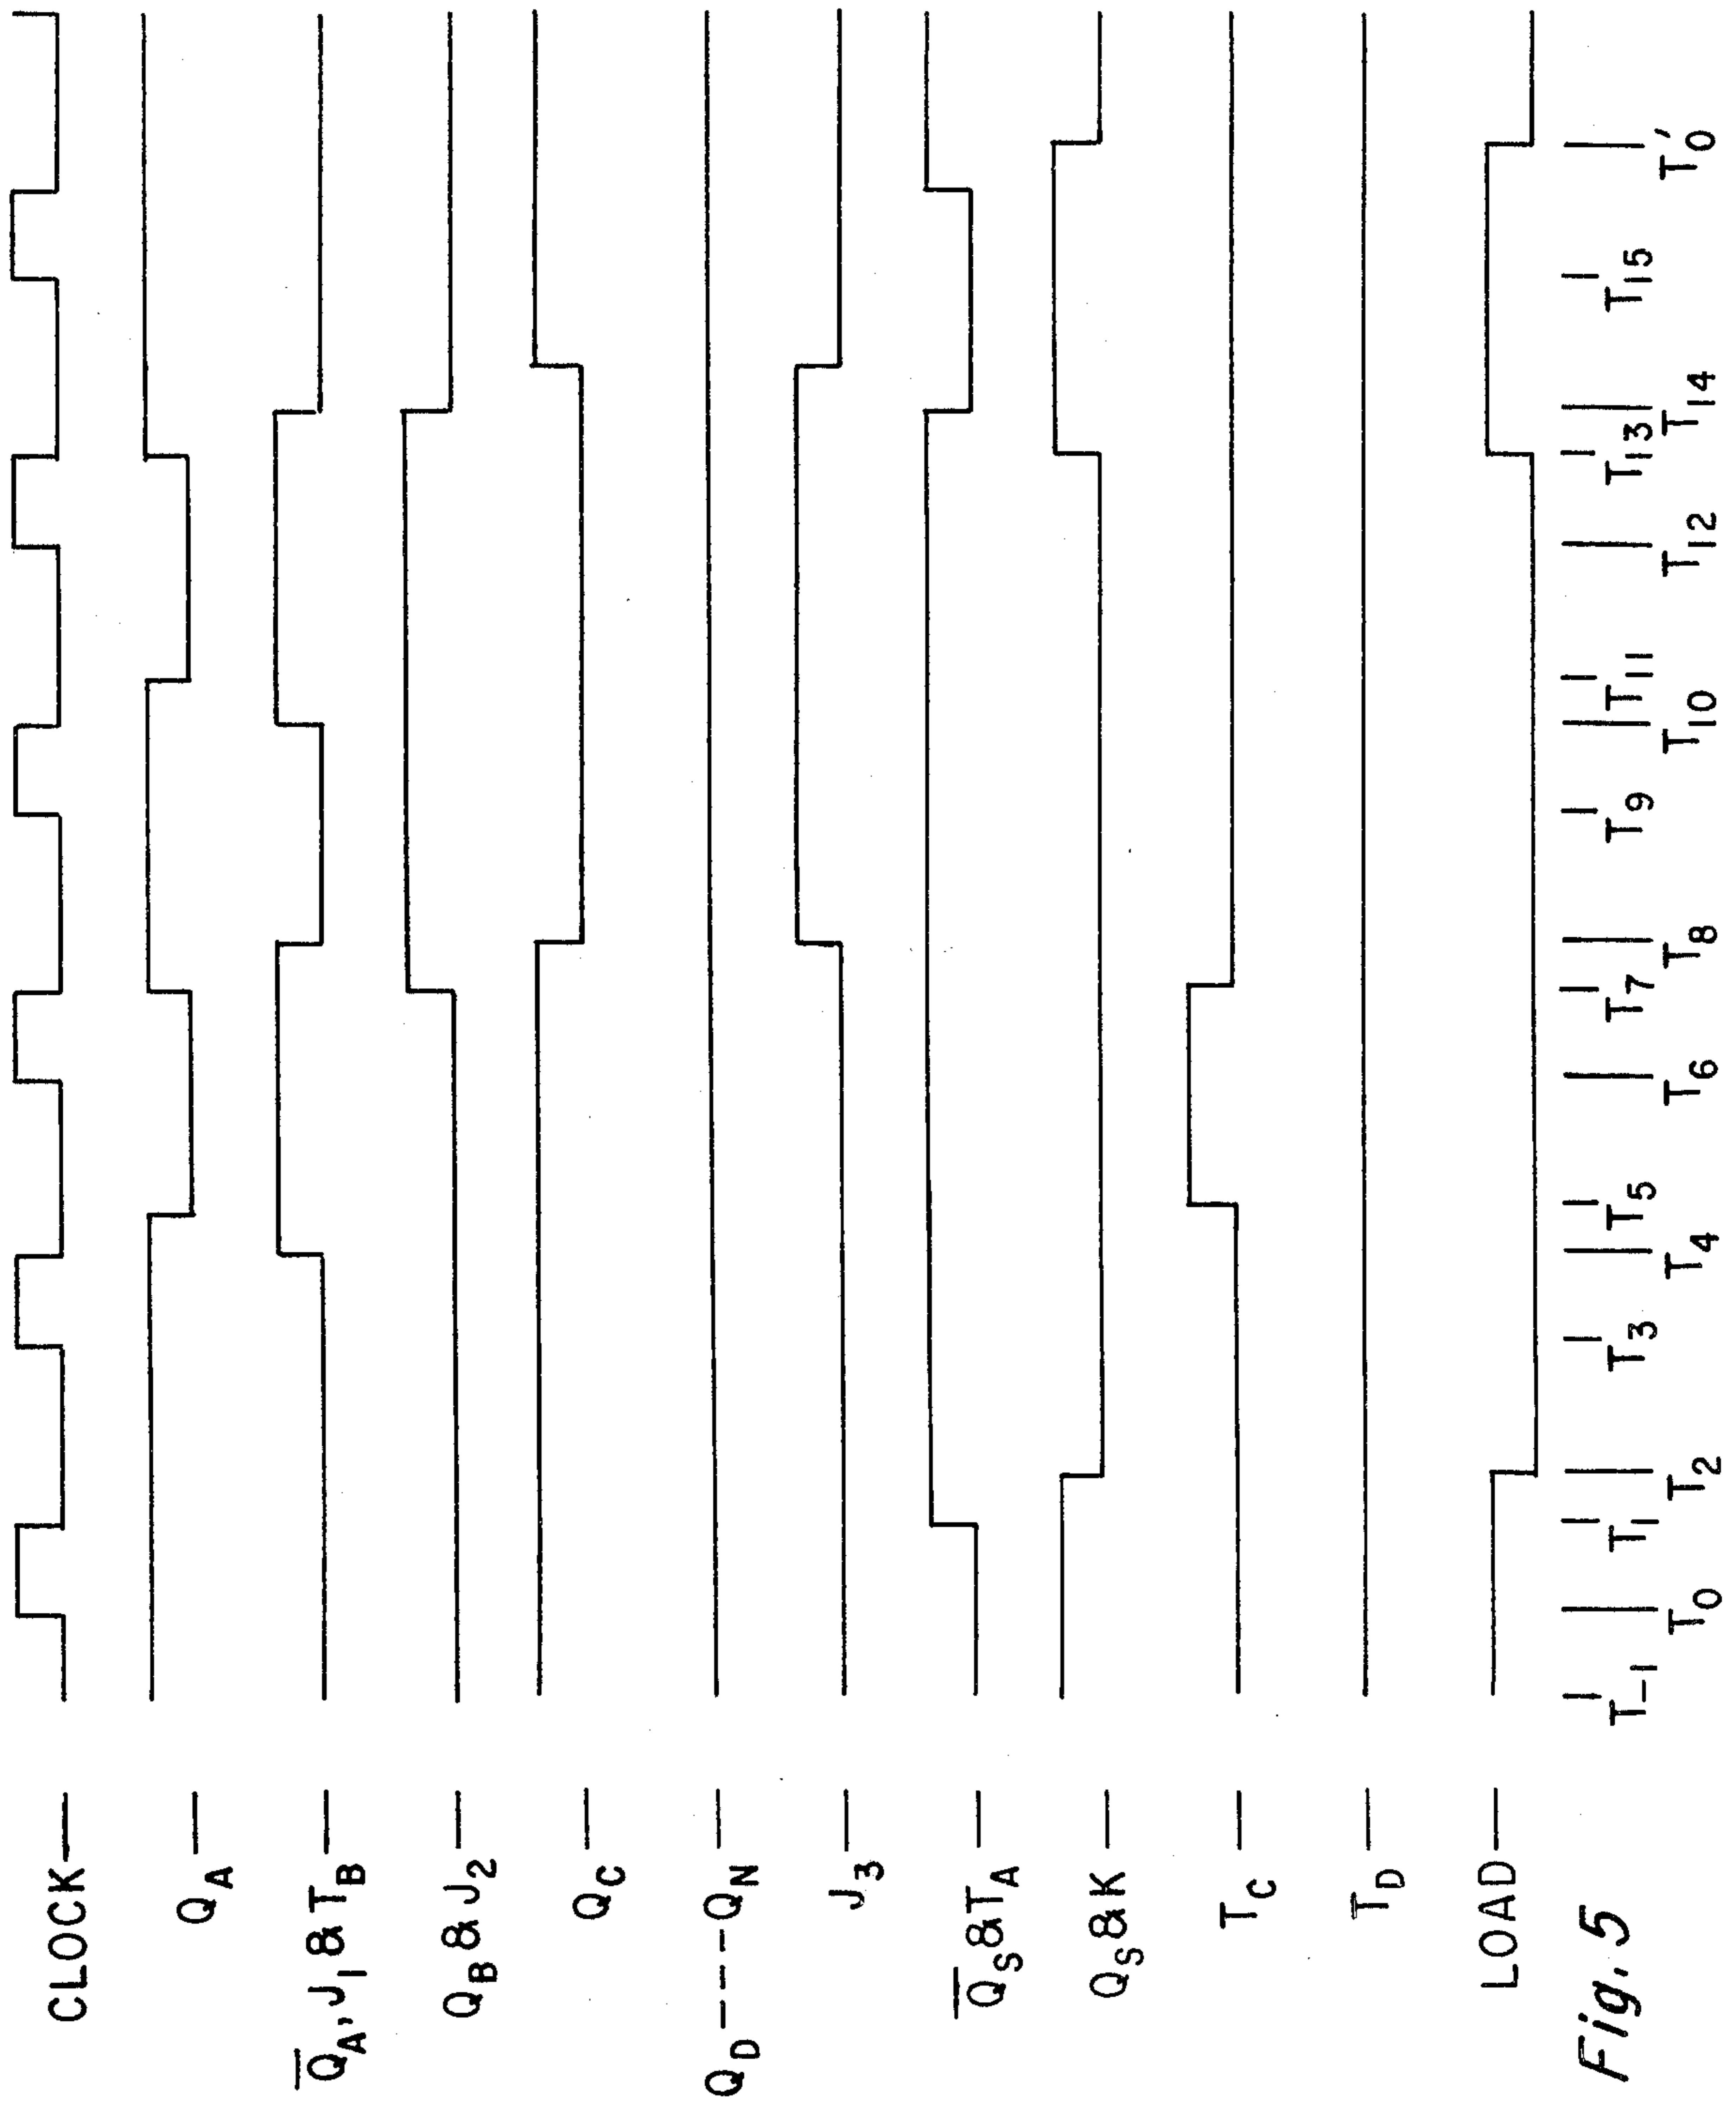 CLOCK—
Q_A —
Q̅_A, J_1 & T_B —
Q_B & J_2 —
Q_C —
Q_D ---- Q_N —
J_3 —
Q̅_S & T_A —
Q_S & K —
T_C —
T_D —
LOAD—
T_-1 T_0 T_1 T_2 T_3 T_4 T_5 T_6 T_7 T_8 T_9 T_10 T_11 T_12 T_13 T_14 T_15 T_0'
Fig. 5